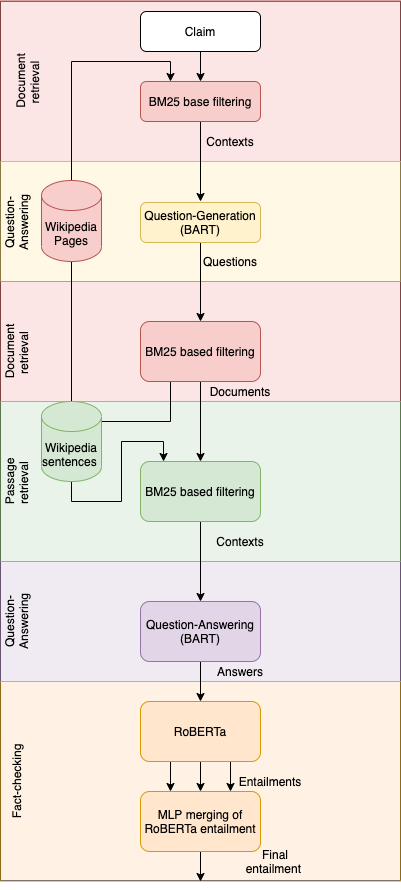 Claim
Document
retrieval
BM25 base filtering
Contexts
Question-
Answering
Wikipedia
Pages
Question-Generation
(BART)
Questions
Document
retrieval
BM25 based filtering
Documents
Passage
retrieval
Wikipedia
sentences
BM25 based filtering
Contexts
Question-
Answering
Question-Answering
(BART)
Answers
Fact-checking
RoBERTa
Entailments
MLP merging of
RoBERTa entailment
Final
entailment